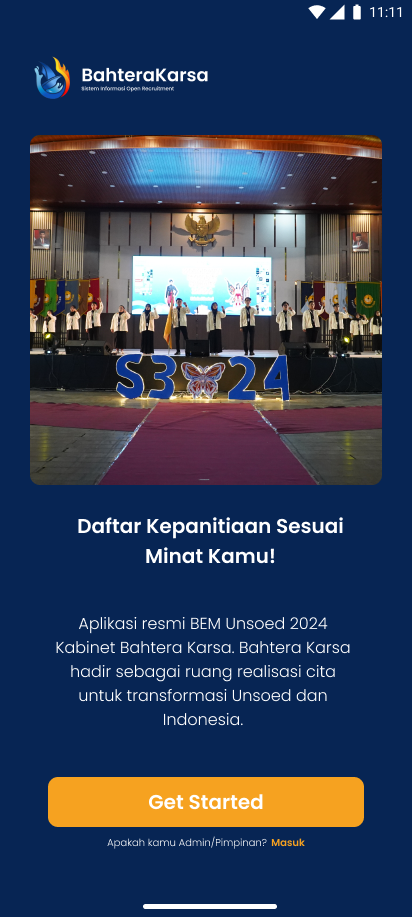 11:11
BahteraKarsa
Sistem Informasi Open Recruitment
S3 24
Daftar Kepanitiaan Sesuai
Minat Kamu!
Aplikasi resmi BEM Unsoed 2024
Kabinet Bahtera Karsa. Bahtera Karsa
hadir sebagai ruang realisasi cita
untuk transformasi Unsoed dan
Indonesia.
Get Started
Apakah kamu Admin/Pimpinan? Masuk